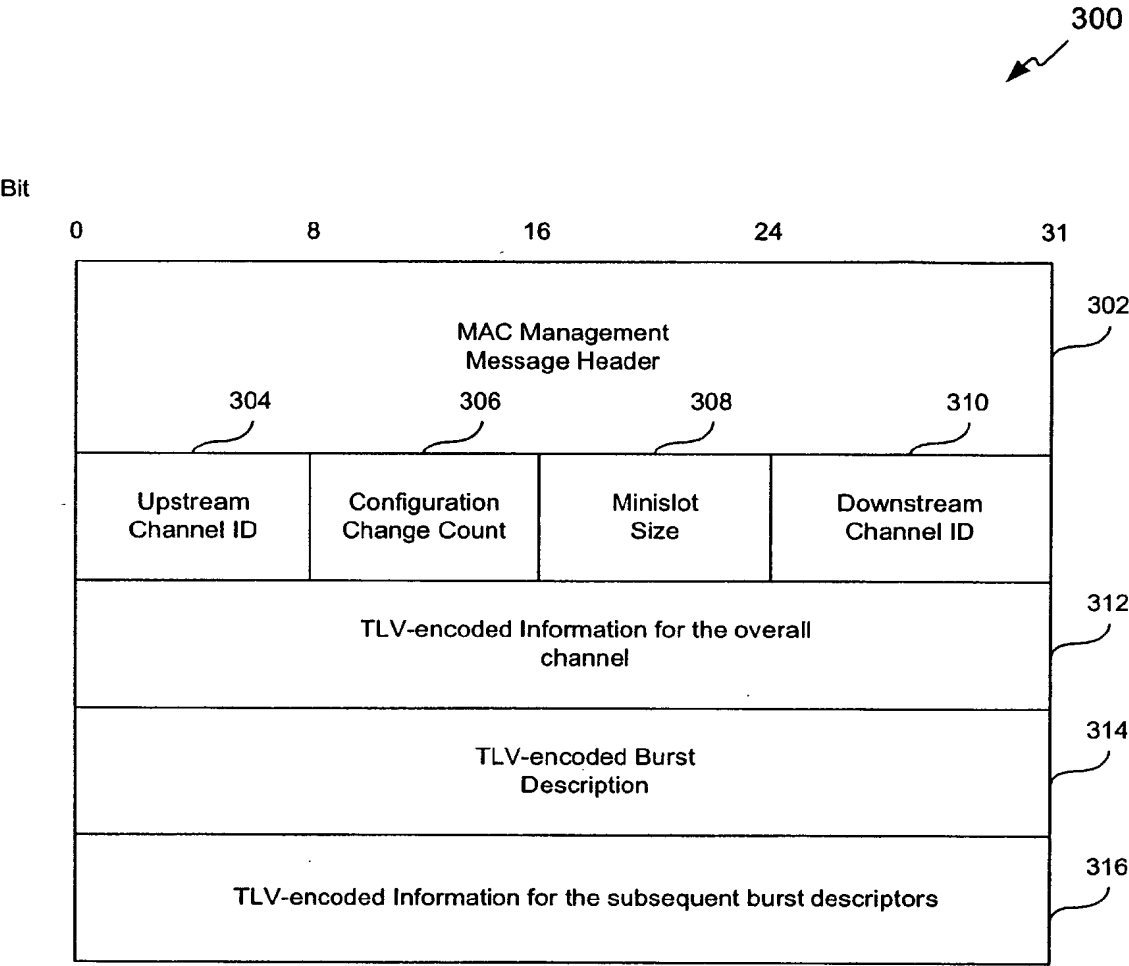 300
Bit
0 8 16 24 31
MAC Management
Message Header
302
304 306 308 310
Upstream
Channel ID
Configuration
Change Count
Minislot
Size
Downstream
Channel ID
TLV-encoded Information for the overall
channel
312
TLV-encoded Burst
Description
314
TLV-encoded Information for the subsequent burst descriptors
316